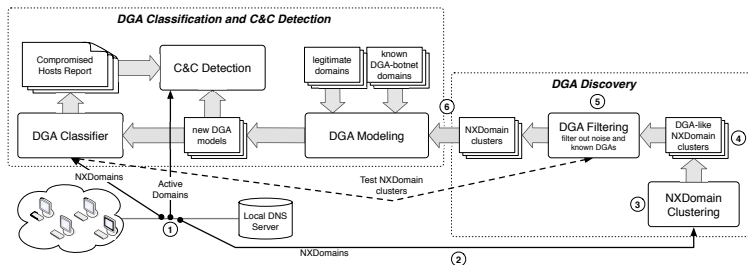 DGA Classification and C&C Detection
Compromised
Hosts Report
C&C Detection
legitimate
domains
known
DGA-botnet
domains
DGA Classifier
new DGA
models
DGA Modeling
6
NXDomain
clusters
DGA Discovery
5
DGA Filtering
filter out noise and
known DGAs
DGA-like
NXDomain
clusters
4
NXDomains
Active
Domains
Test NXDomain
clusters
3
NXDomain
Clustering
1
Local DNS
Server
NXDomains
2